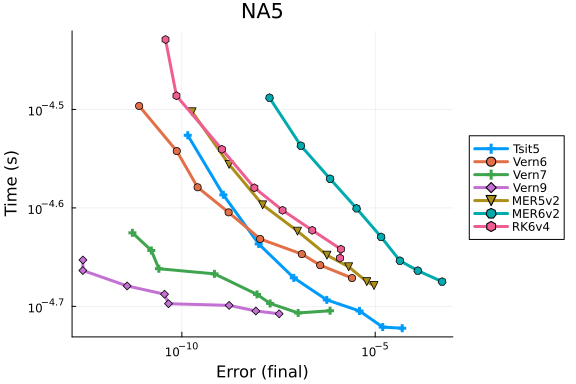 NA5
Time (s)
10^-4.5
10^-4.6
10^-4.7
10^-10
10^-5
Error (final)
Tsit5
Vern6
Vern7
Vern9
MER5v2
MER6v2
RK6v4